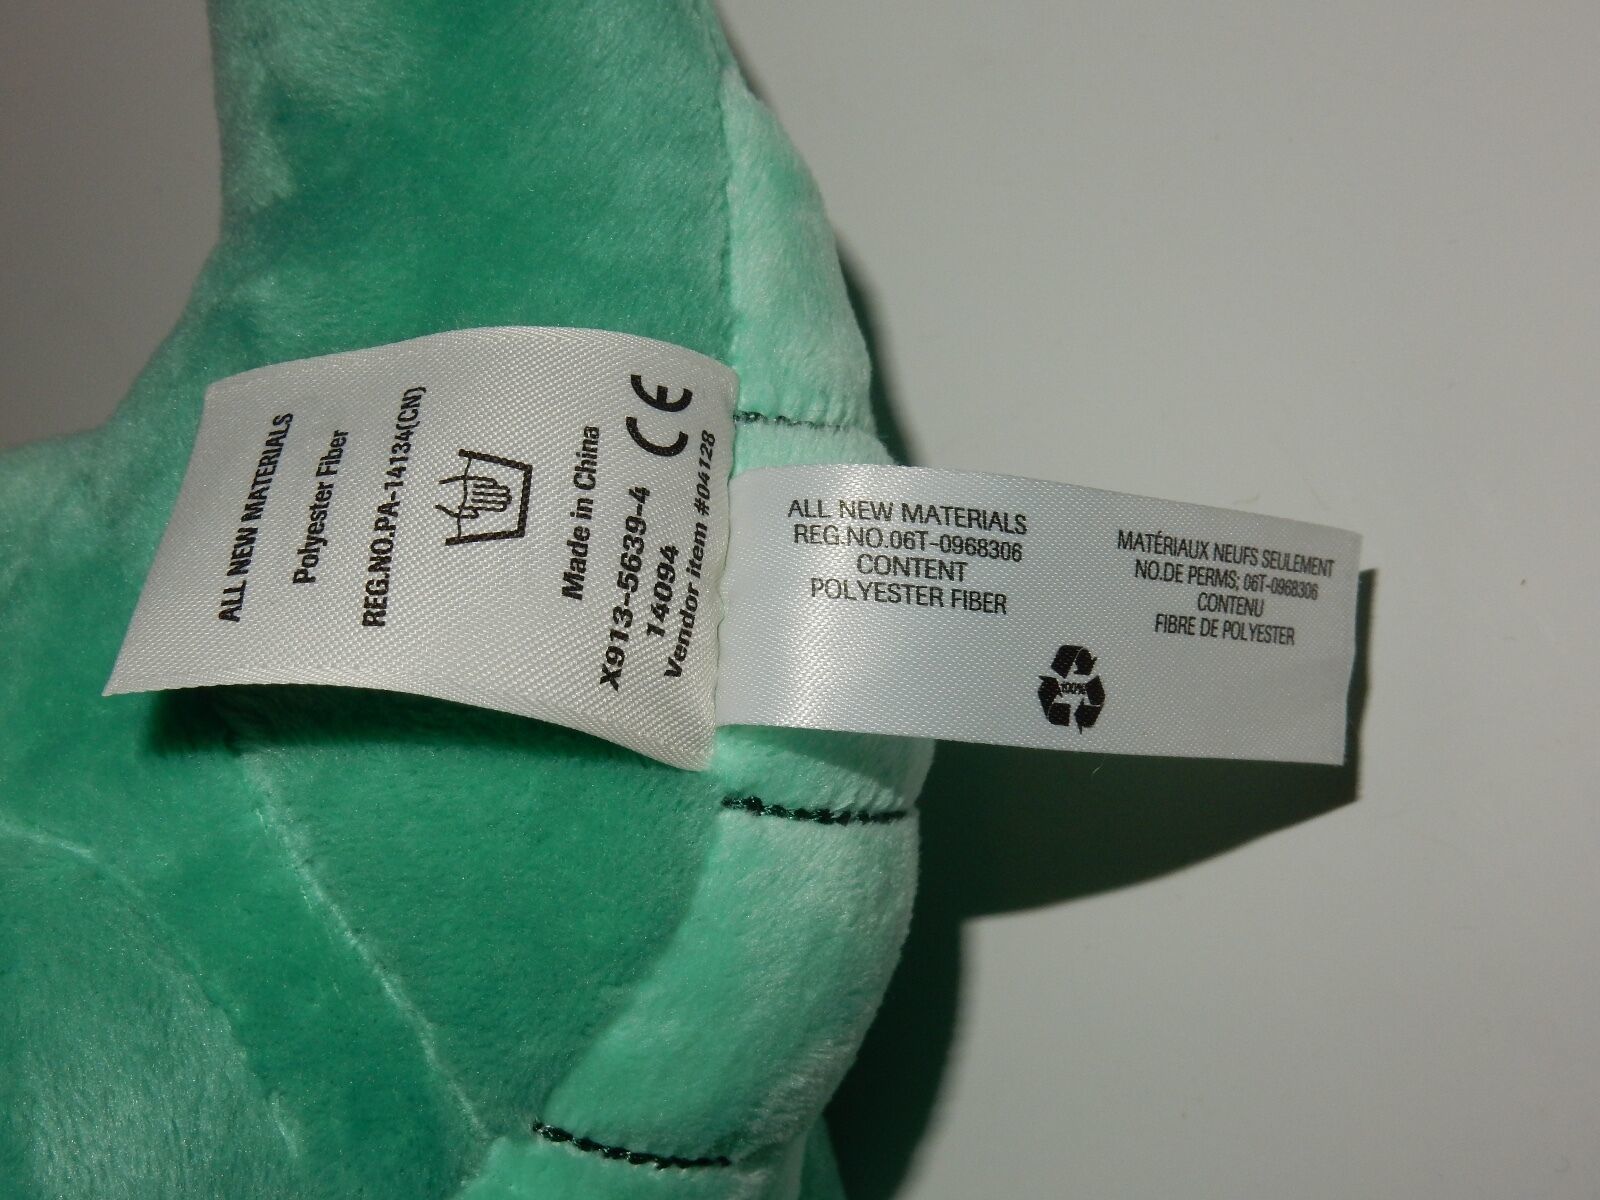 ALL NEW MATERIALS
Polyester Fiber
REG.NO.PA-14134(CN)
Made in China
CE
X913-5639-4
14094
Vendor item #04128
ALL NEW MATERIALS
REG.NO.06T-0968306
CONTENT
POLYESTER FIBER
MATÉRIAUX NEUFS SEULEMENT
NO.DE PERMS; 06T-0968306
CONTENU
FIBRE DE POLYESTER
100%